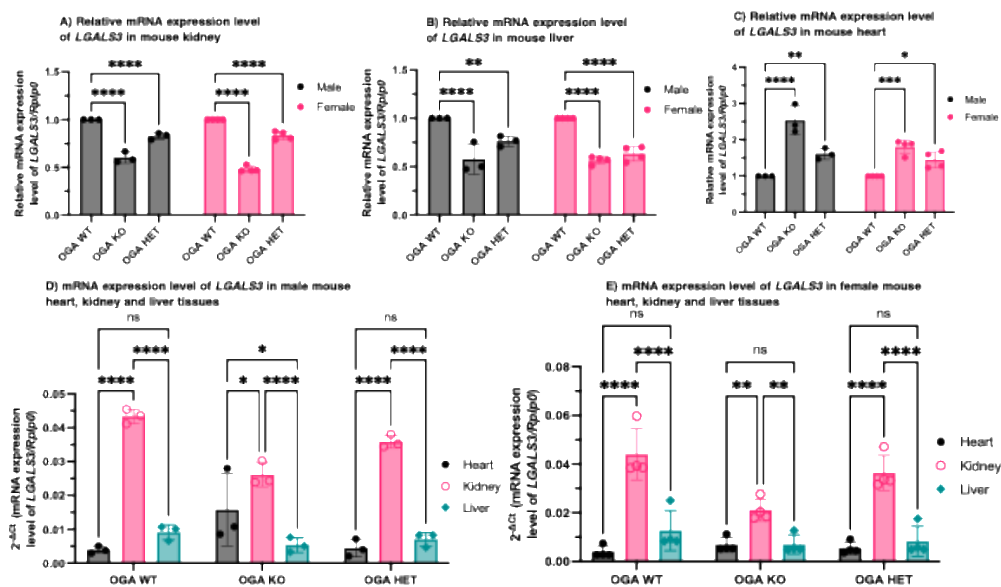 A) Relative mRNA expression level
of LGALS3 in mouse kidney
Relative mRNA expression
level of LGALS3/Rplp0
1.5
1.0
0.5
0.0
**** ****
**** ****
Male
Female
OGA WT OGA KO OGA HET OGA WT OGA KO OGA HET
B) Relative mRNA expression level
of LGALS3 in mouse liver
Relative mRNA expression
level of LGALS3/Rplp0
1.5
1.0
0.5
0.0
** ****
**** ****
Male
Female
OGA WT OGA KO OGA HET OGA WT OGA KO OGA HET
C) Relative mRNA expression level
of LGALS3 in mouse heart
Relative mRNA expression
level of LGALS3/Rplp0
4
3
2
1
0
** *
**** ***
Male
Female
OGA WT OGA KO OGA HET OGA WT OGA KO OGA HET
D) mRNA expression level of LGALS3 in male mouse
heart, kidney and liver tissues
2-ΔCt (mRNA expression
level of LGALS3/Rplp0)
0.05
0.04
0.03
0.02
0.01
0.00
ns * ns
**** **** * **** **** ****
Heart
Kidney
Liver
OGA WT OGA KO OGA HET
E) mRNA expression level of LGALS3 in female mouse
heart, kidney and liver tissues
2-ΔCt (mRNA expression
level of LGALS3/Rplp0)
0.08
0.06
0.04
0.02
0.00
ns ns ns
**** **** ** ** **** ****
Heart
Kidney
Liver
OGA WT OGA KO OGA HET